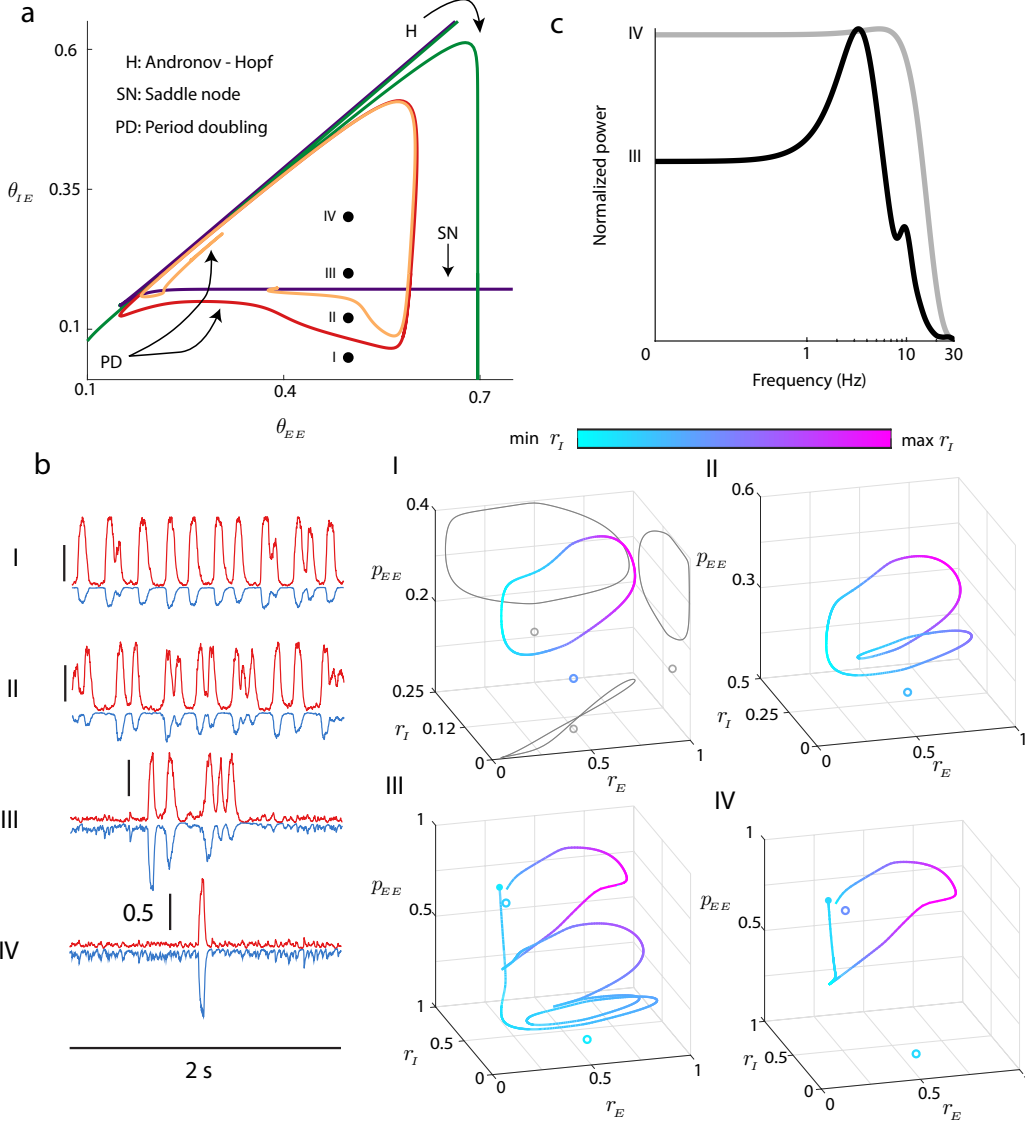 a
H: Andronov - Hopf
SN: Saddle node
PD: Period doubling
H
0.6
0.35
0.1
θIE
IV
III
II
I
SN
PD
0.1
0.4
0.7
θEE
c
IV
III
Normalized power
0
1
10
30
Frequency (Hz)
min rI
max rI
b
I
II
III
IV
0.5
2 s
I
0.4
pEE
0.2
0.25
rI
0.12
0
0
0.5
1
rE
II
0.6
pEE
0.3
0.5
rI
0.25
0
0
0.5
1
rE
III
1
pEE
0.5
1
rI
0.5
0
0
0.5
1
rE
IV
1
pEE
0.5
1
rI
0.5
0
0
0.5
1
rE